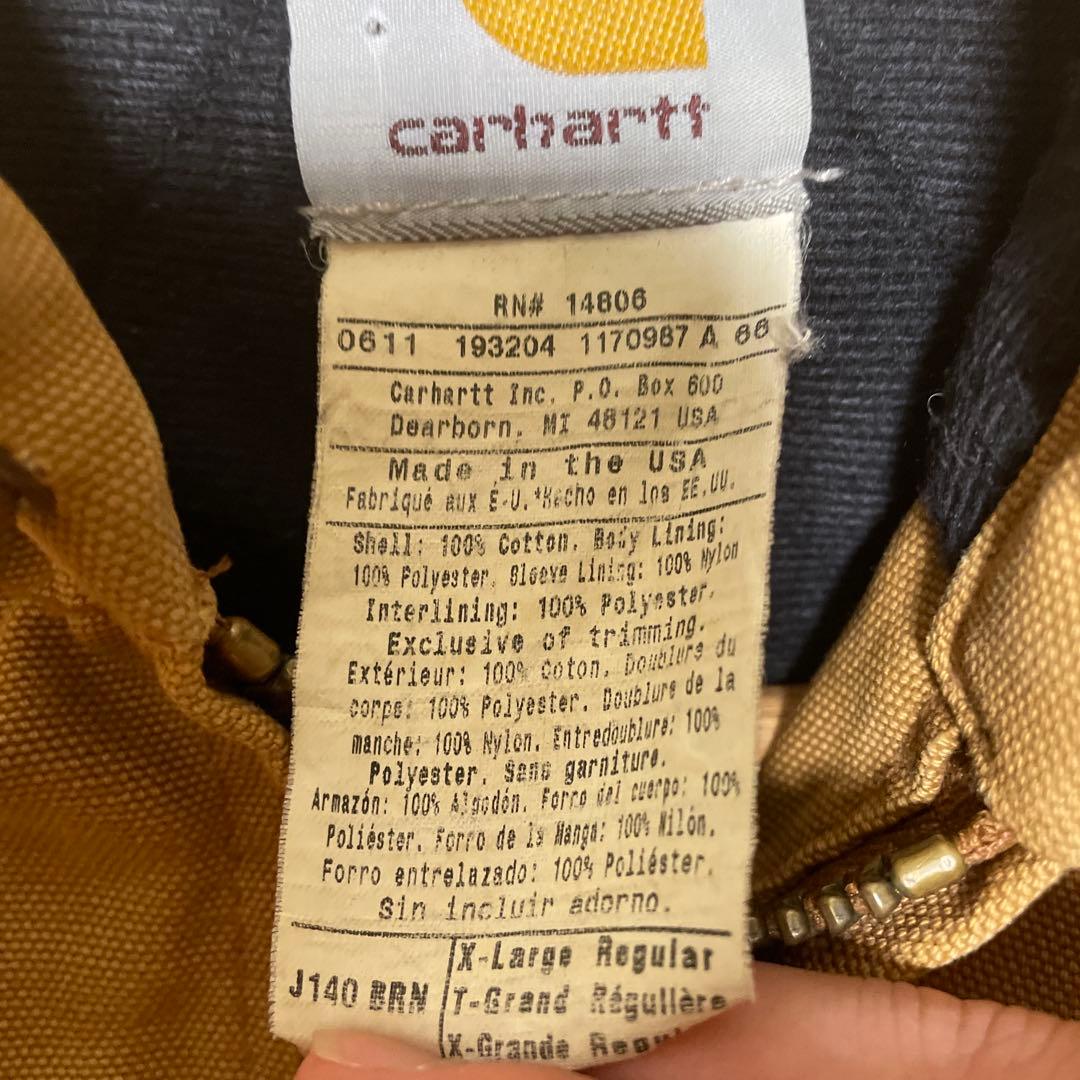 carhartt
RN# 14806
0611 193204 1170987 A 66
Carhartt Inc. P.O. Box 600
Dearborn, MI 48121 USA
Made in the USA
Fabriqué aux E-U.*Hecho en los EE.UU.
Shell: 100% Cotton. Body Lining:
100% Polyester. Sleeve Lining: 100% Nylon
Interlining: 100% Polyester.
Exclusive of trimming.
Extérieur: 100% Coton. Doublure du
corps: 100% Polyester. Doublure de la
manche: 100% Nylon. Entredoublure: 100%
Polyester. Sans garniture.
Armazón: 100% Algodón. Forro del cuerpo: 100%
Poliéster. Forro de la Manga: 100% Nilón.
Forro entrelazado: 100% Poliéster.
Sin incluir adorno.
J140 BRN
X-Large Regular
T-Grand Régullère
X-Grande